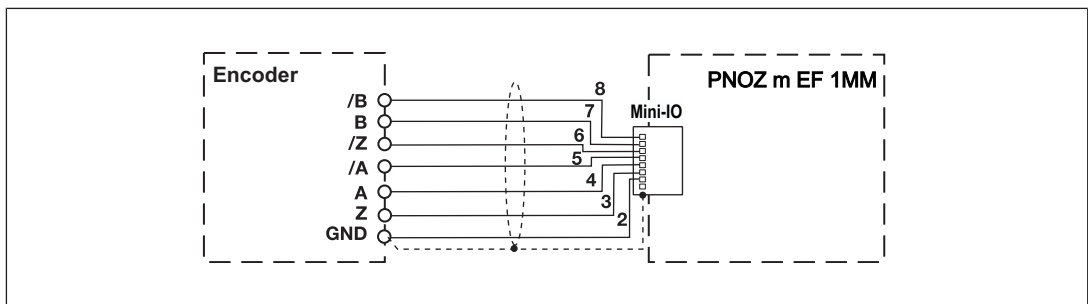 Encoder
PNOZ m EF 1MM
Mini-IO
/B
8
B
7
/Z
6
/A
5
A
4
Z
3
GND
2